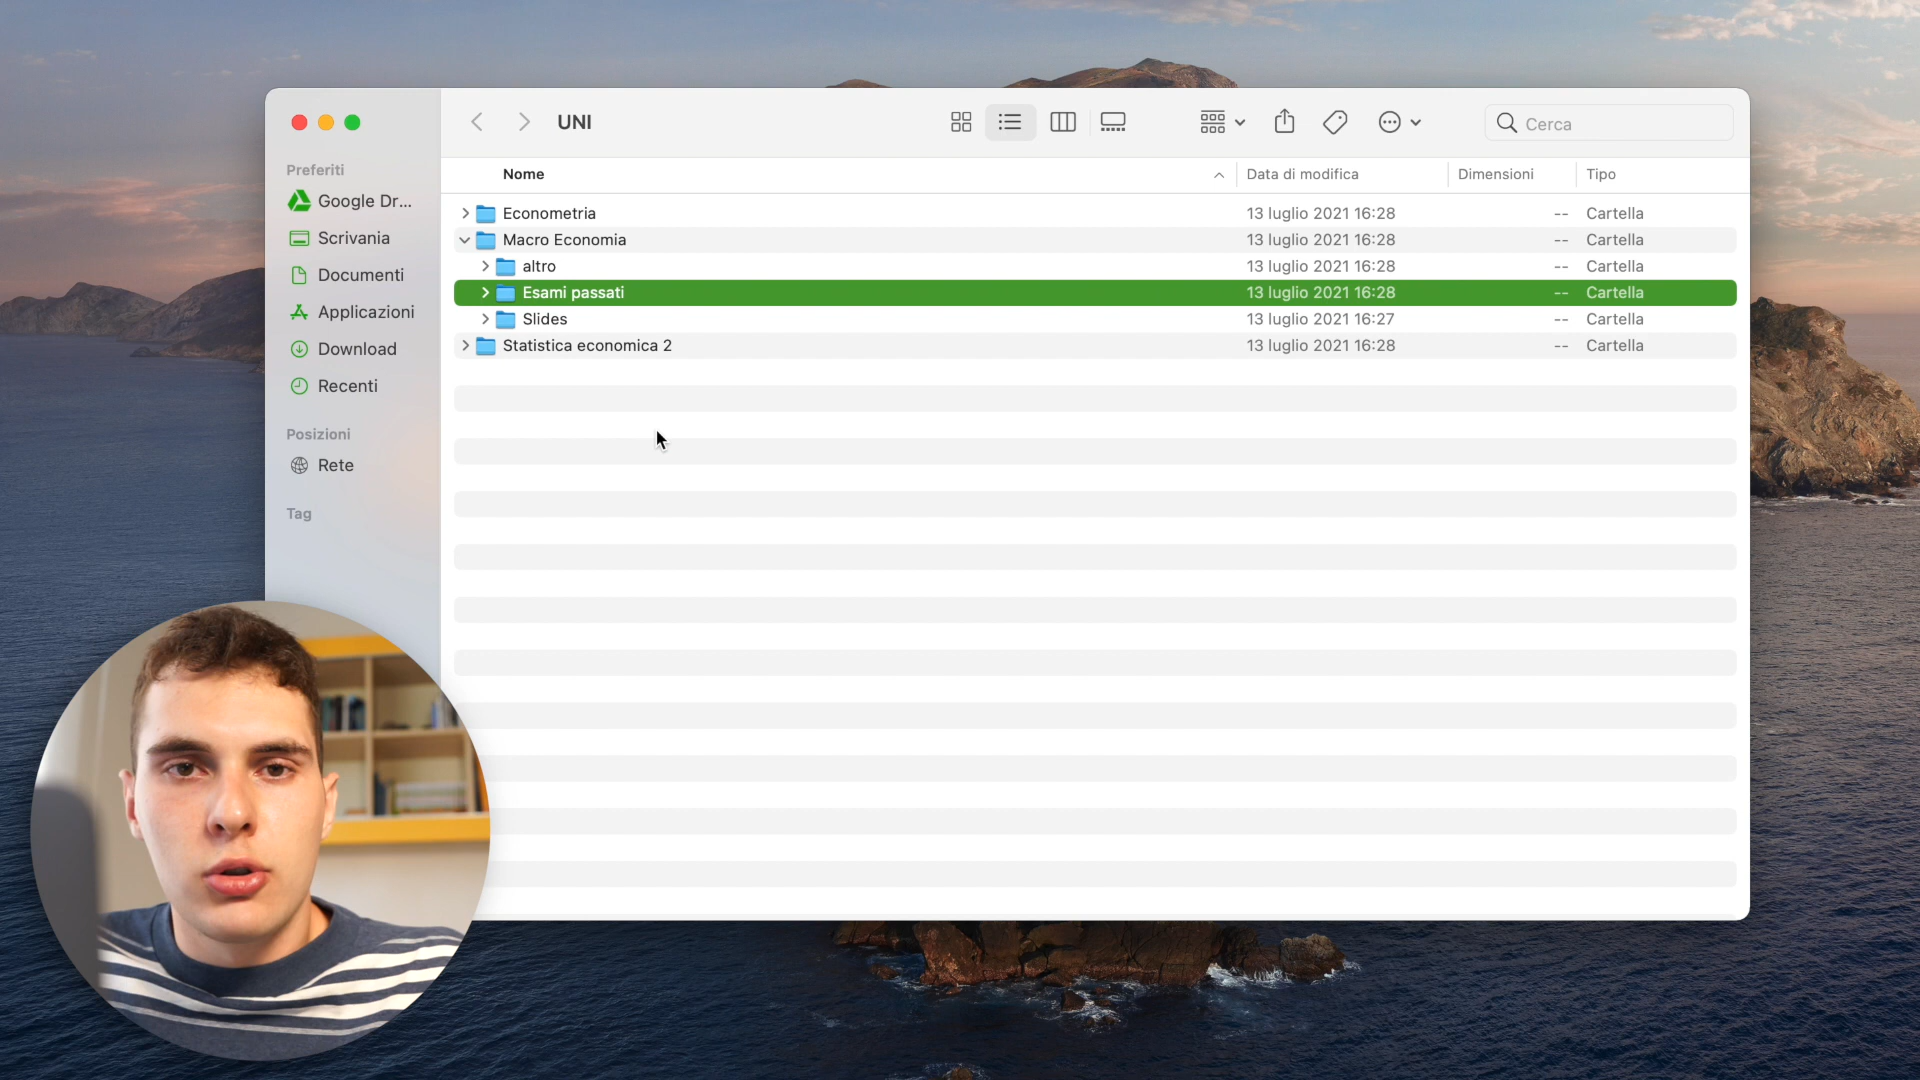 UNI
Cerca
Preferiti
Google Dr...
Scrivania
Documenti
Applicazioni
Download
Recenti
Posizioni
Rete
Tag
Nome Data di modifica Dimensioni Tipo
Econometria 13 luglio 2021 16:28 -- Cartella
Macro Economia 13 luglio 2021 16:28 -- Cartella
altro 13 luglio 2021 16:28 -- Cartella
Esami passati 13 luglio 2021 16:28 -- Cartella
Slides 13 luglio 2021 16:27 -- Cartella
Statistica economica 2 13 luglio 2021 16:28 -- Cartella